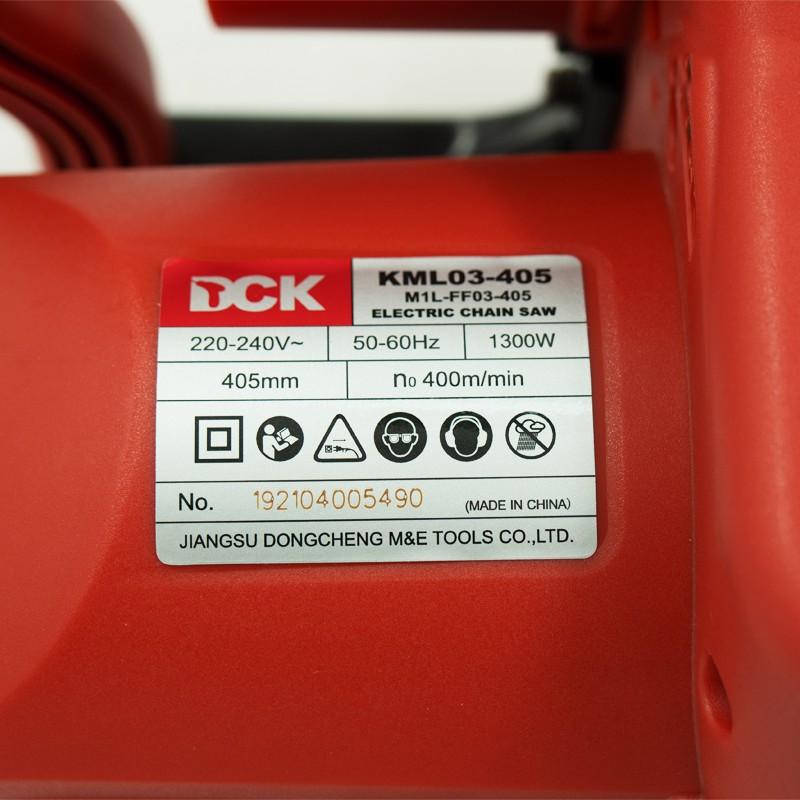 DCK
KML03-405
M1L-FF03-405
ELECTRIC CHAIN SAW
220-240V~ 50-60Hz 1300W
405mm n₀ 400m/min
No. 192104005490 (MADE IN CHINA)
JIANGSU DONGCHENG M&E TOOLS CO.,LTD.